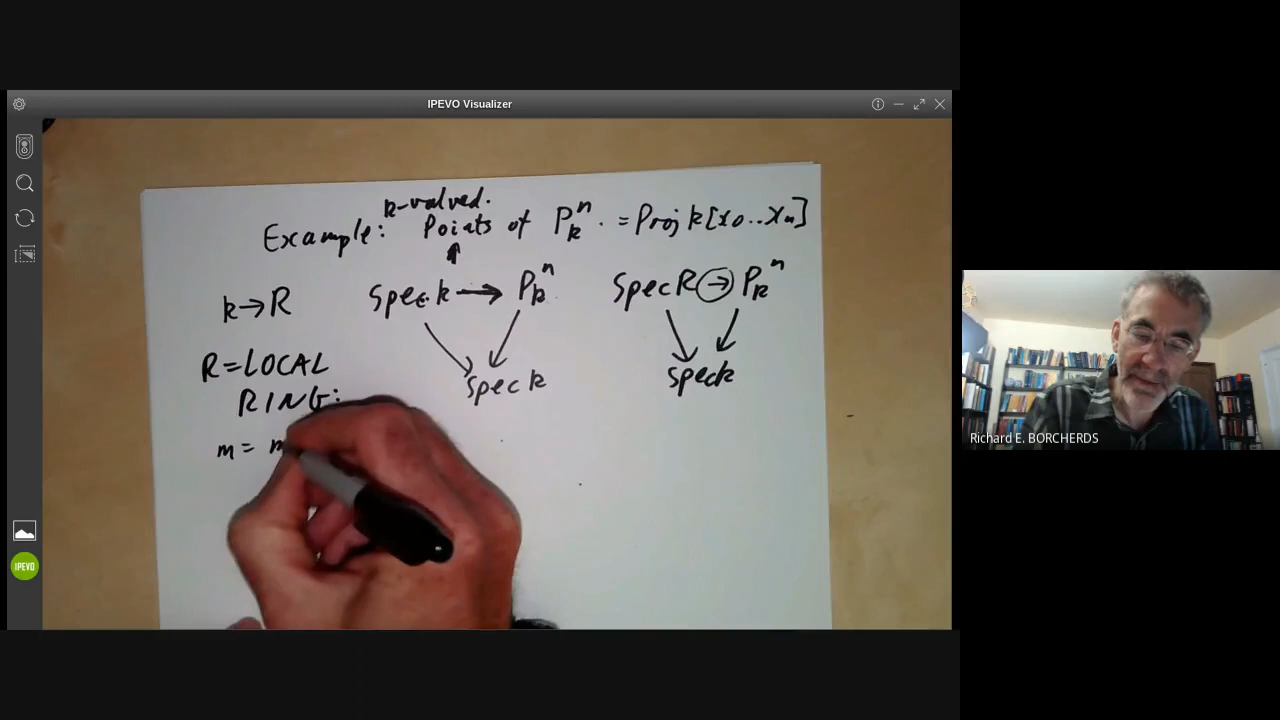 IPEVO Visualizer
k-valued.
Example: Points of P^n_k. = Proj k[x0..xn]
k→R
Spec k → P^n_k
Spec R → P^n_k
R=LOCAL
Spec k
Spec k
RING:
m = m
Richard E. BORCHERDS
IPEVO